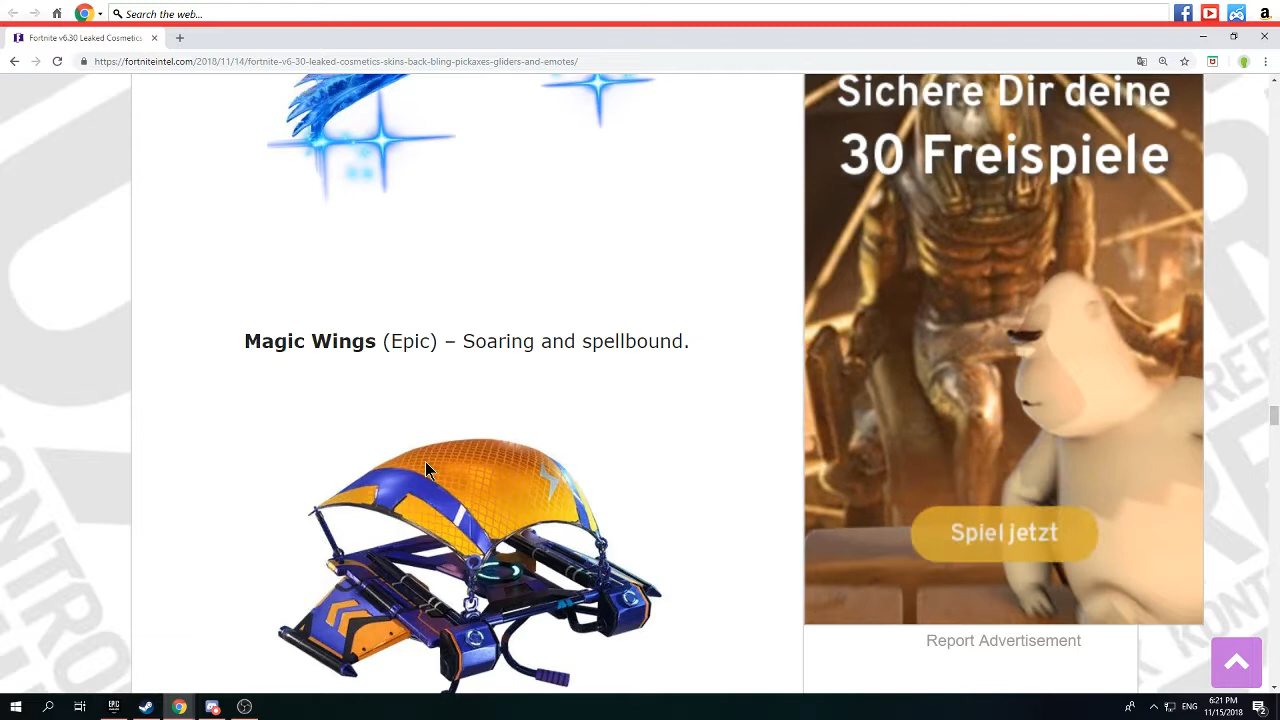 Search the web...
Fortnite v6.30 Leaked Cosmetics
https://fortniteintel.com/2018/11/14/fortnite-v6-30-leaked-cosmetics-skins-back-bling-pickaxes-gliders-and-emotes/
Sichere Dir deine
30 Freispiele
Magic Wings (Epic) – Soaring and spellbound.
Spiel jetzt
Report Advertisement
EPIC
ENG
6:21 PM
11/15/2018
2